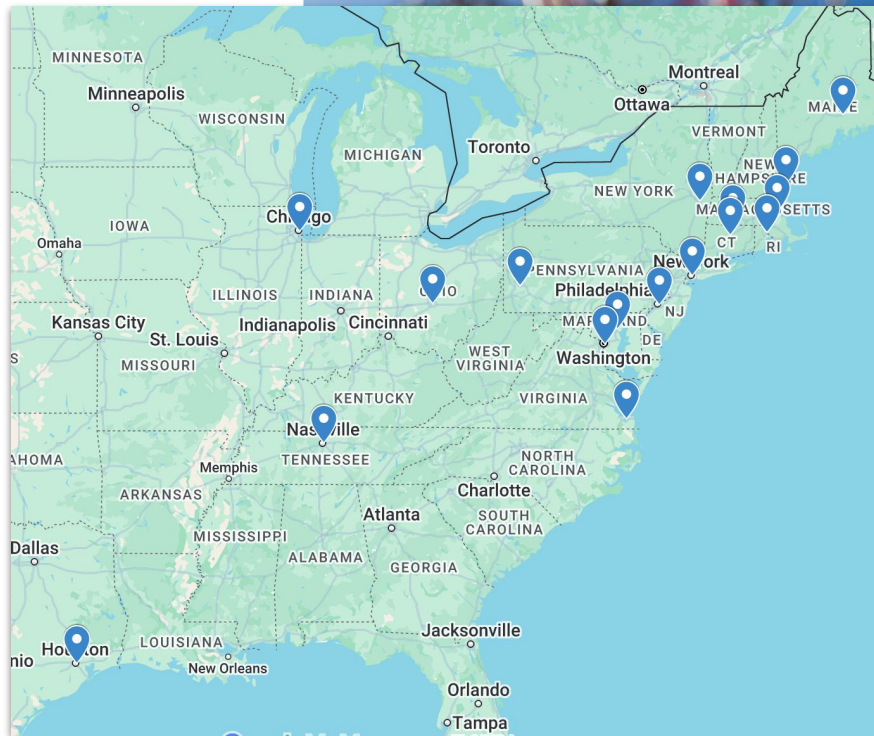 MINNESOTA
Montreal
Minneapolis
Ottawa
MAINE
WISCONSIN
VERMONT
Toronto
MICHIGAN
NEW
HAMPSHIRE
NEW YORK
MASSACHUSETTS
Chicago
IOWA
CT
RI
Omaha
New York
PENNSYLVANIA
OHIO
ILLINOIS
INDIANA
Philadelphia
NJ
Kansas City
Indianapolis
Cincinnati
MARYLAND
St. Louis
DE
Washington
WEST
VIRGINIA
MISSOURI
KENTUCKY
VIRGINIA
Nashville
NORTH
CAROLINA
AHOMA
Memphis
TENNESSEE
ARKANSAS
Charlotte
Atlanta
SOUTH
CAROLINA
MISSISSIPPI
Dallas
ALABAMA
GEORGIA
Jacksonville
LOUISIANA
Houston
nio
New Orleans
Orlando
Tampa